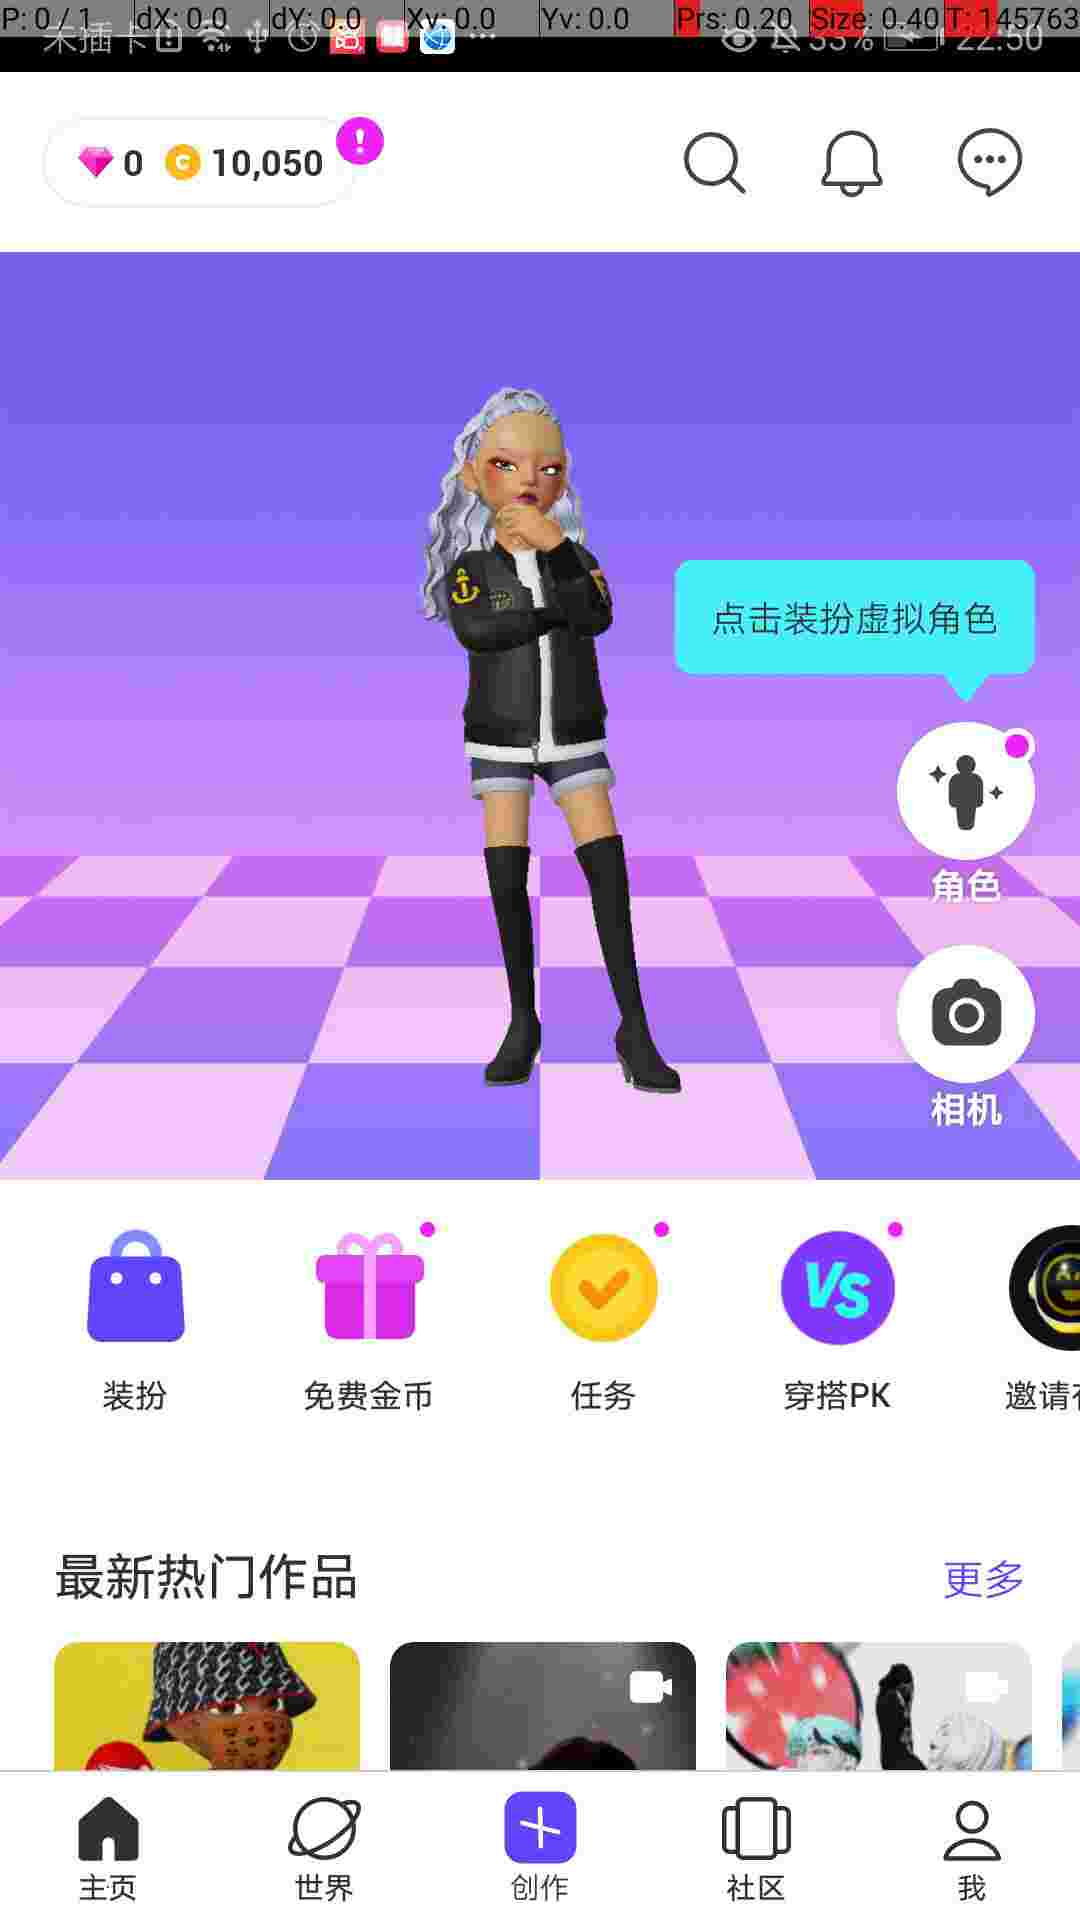 P: 0 / 1 dX: 0.0 dY: 0.0 Xv: 0.0 Yv: 0.0 Prs: 0.20 Size: 0.40 T: 145763
未插卡 33% 22:50
0 C 10,050 !
点击装扮虚拟角色
角色
相机
VS
装扮 免费金币 任务 穿搭PK 邀请
最新热门作品 更多
主页 世界 创作 社区 我